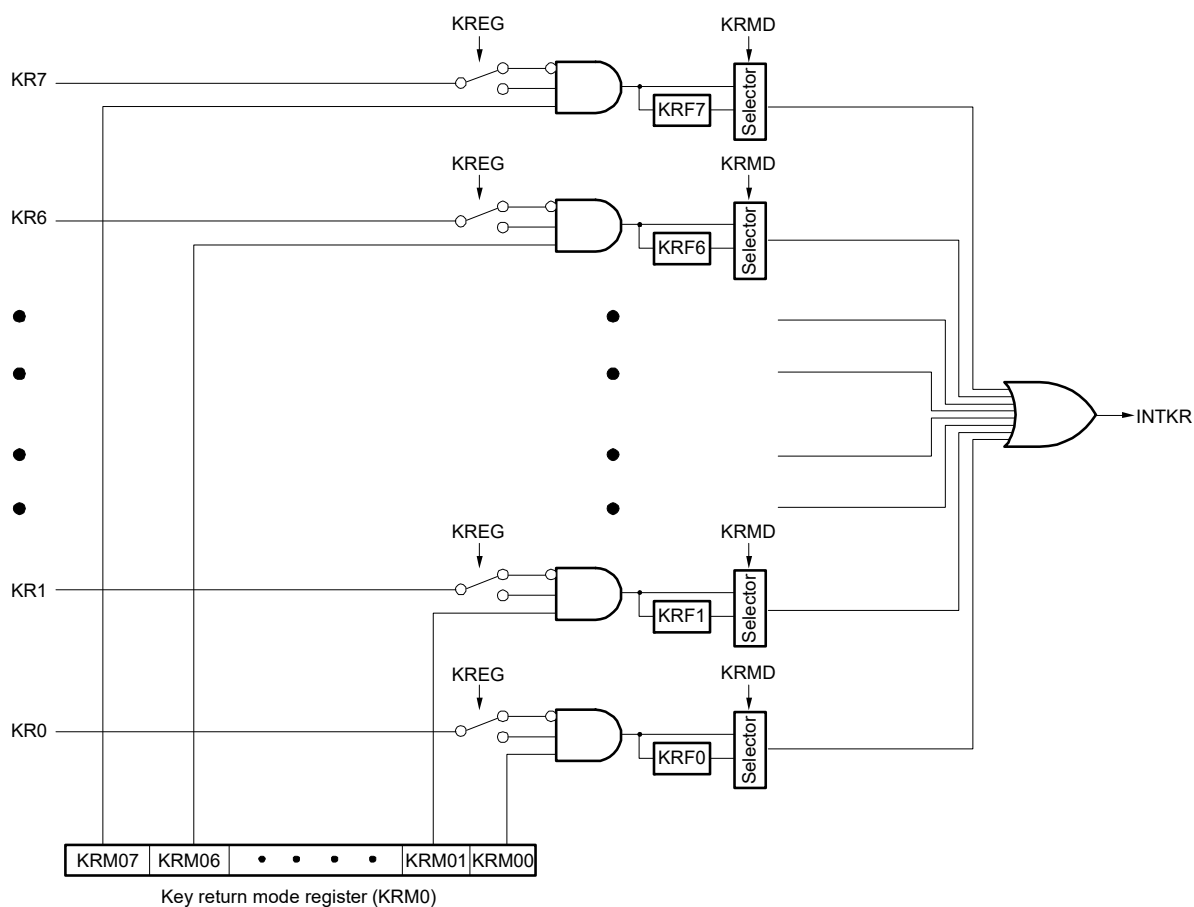 KREG
KRMD
KR7
KRF7
Selector
KREG
KRMD
KR6
KRF6
Selector
INTKR
KREG
KRMD
KR1
KRF1
Selector
KREG
KRMD
KR0
KRF0
Selector
KRM07 KRM06 KRM01 KRM00
Key return mode register (KRM0)